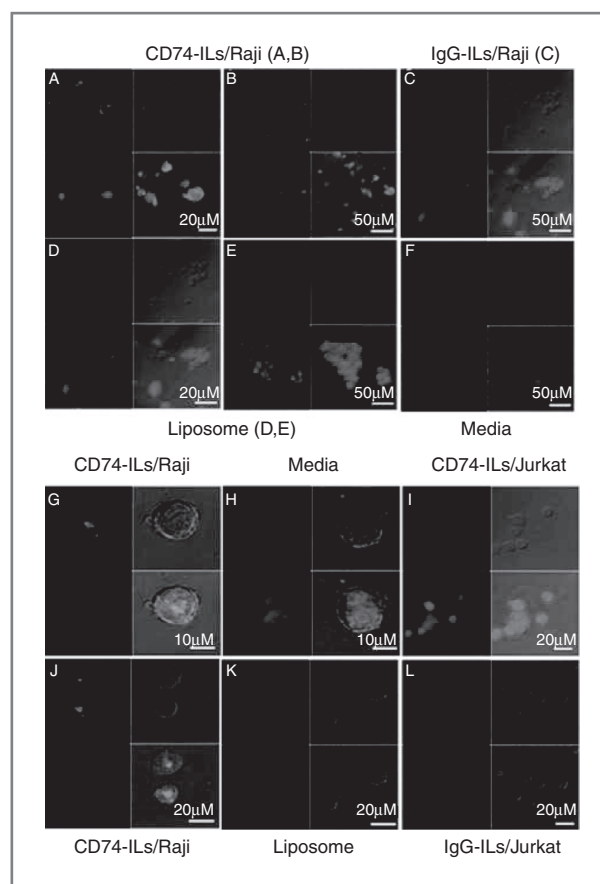 CD74-ILs/Raji (A,B) IgG-ILs/Raji (C)
A B C
20μM 50μM 50μM
D E F
20μM 50μM 50μM
Liposome (D,E) Media
CD74-ILs/Raji Media CD74-ILs/Jurkat
G H I
10μM 10μM 20μM
J K L
20μM 20μM 20μM
CD74-ILs/Raji Liposome IgG-ILs/Jurkat